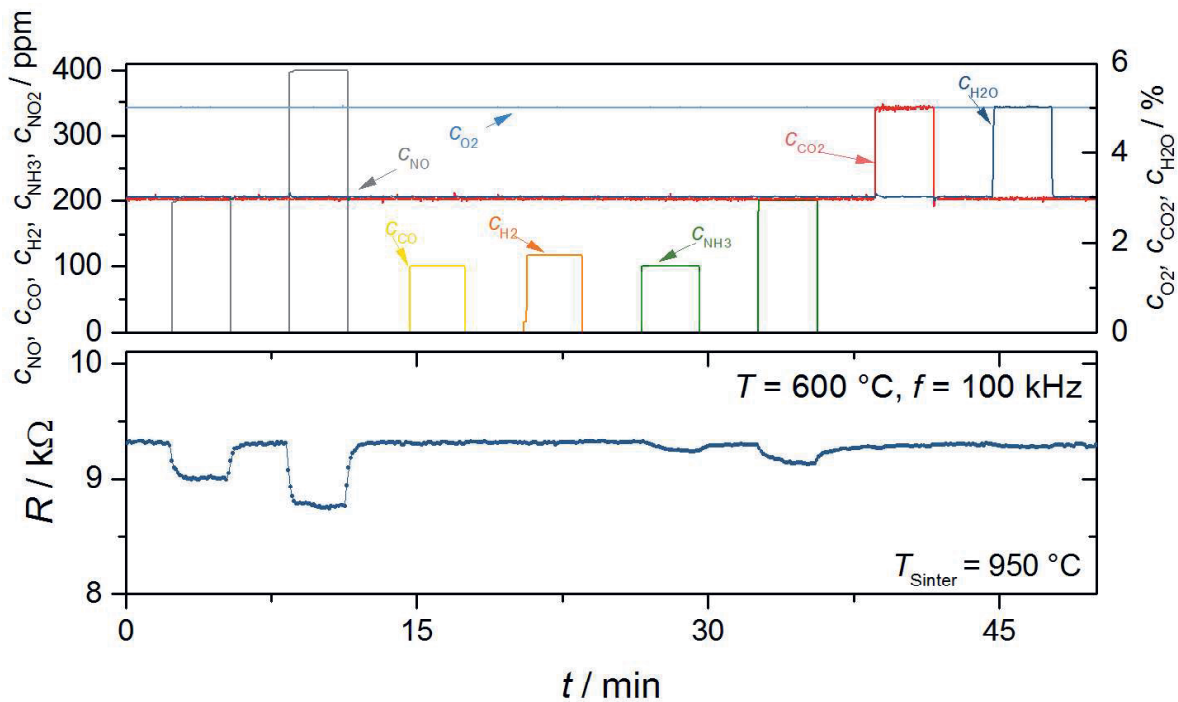 c_NO, c_CO, c_H2, c_NH3, c_NO2 / ppm
400
300
200
100
0
c_NO
c_O2
c_CO
c_H2
c_NH3
c_CO2
c_H2O
6
4
2
0
c_O2, c_CO2, c_H2O / %
R / kΩ
10
9
8
T = 600 °C, f = 100 kHz
T_Sinter = 950 °C
0
15
30
45
t / min